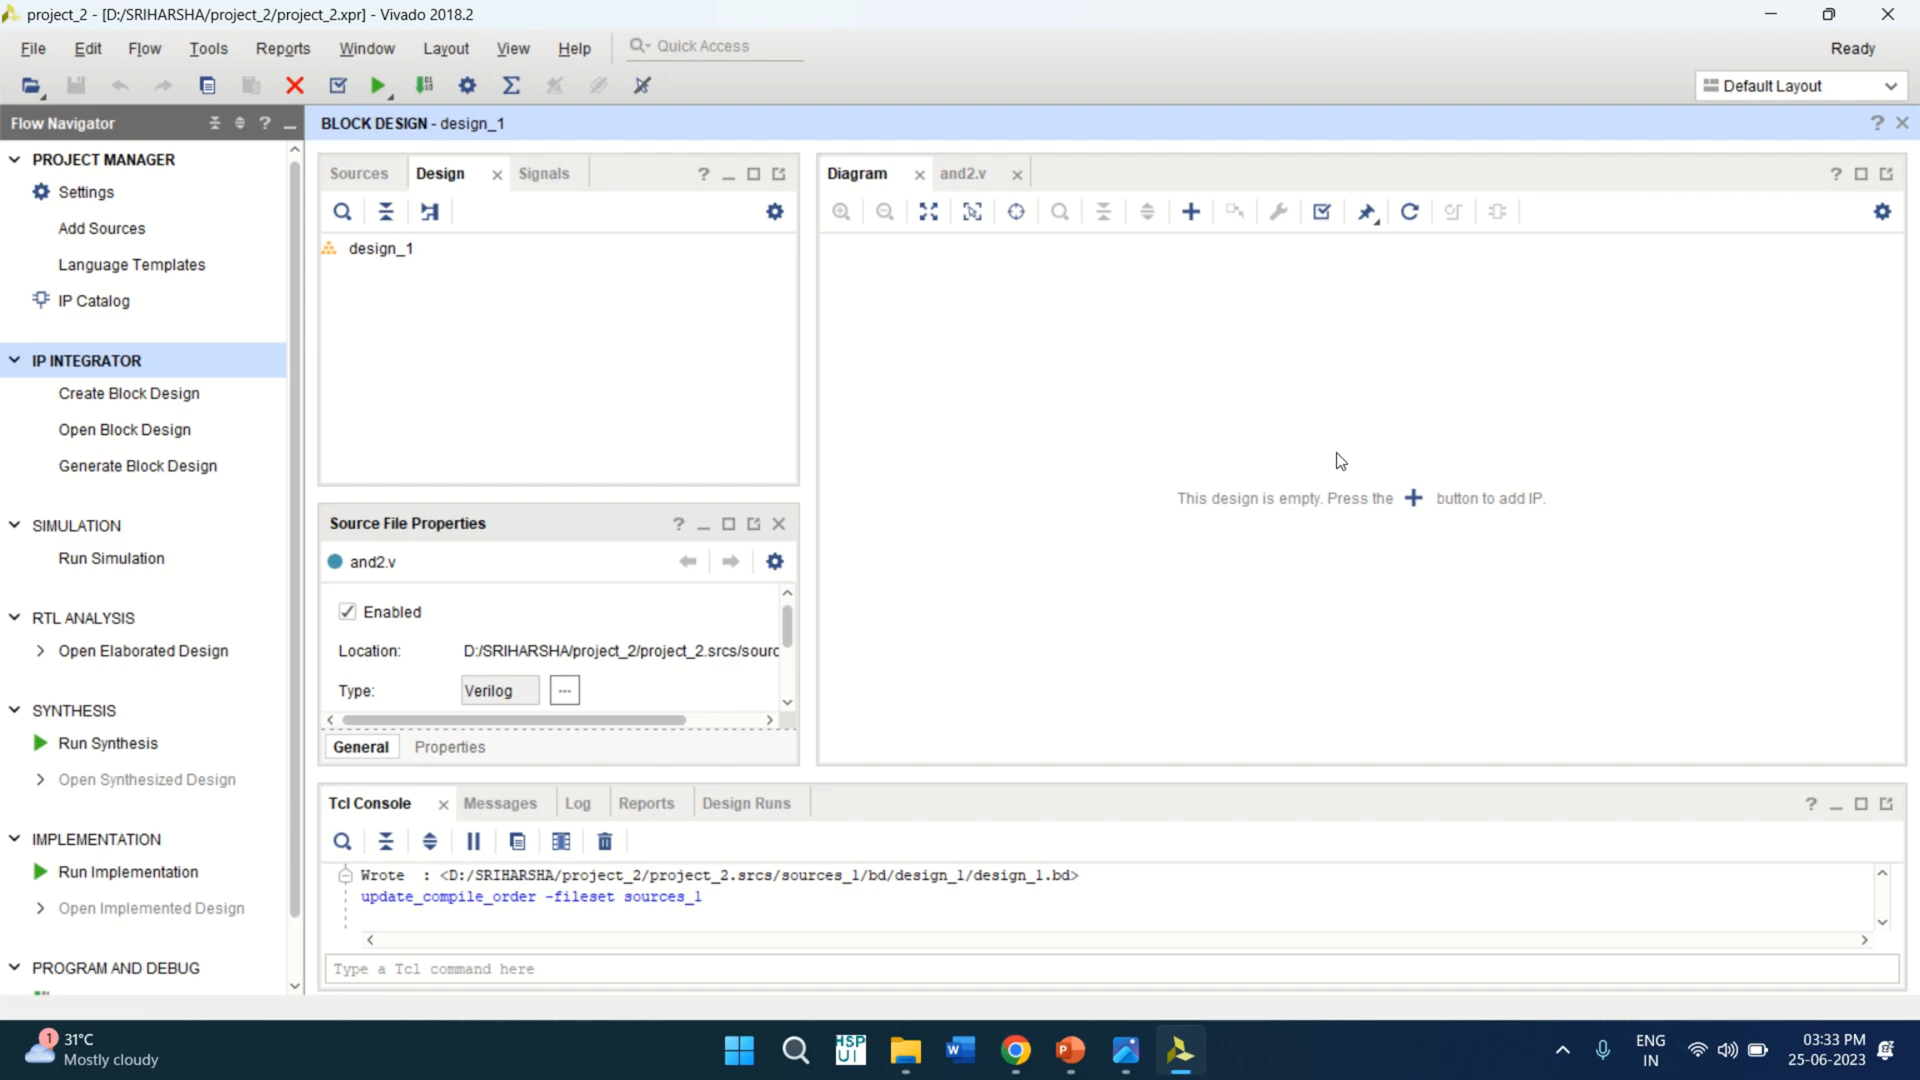 project_2 - [D:/SRIHARSHA/project_2/project_2.xpr] - Vivado 2018.2
File Edit Flow Tools Reports Window Layout View Help Quick Access Ready
Default Layout
Flow Navigator
BLOCK DESIGN - design_1
PROJECT MANAGER
Settings
Add Sources
Language Templates
IP Catalog
IP INTEGRATOR
Create Block Design
Open Block Design
Generate Block Design
SIMULATION
Run Simulation
RTL ANALYSIS
Open Elaborated Design
SYNTHESIS
Run Synthesis
Open Synthesized Design
IMPLEMENTATION
Run Implementation
Open Implemented Design
PROGRAM AND DEBUG
Sources Design Signals
design_1
Source File Properties
and2.v
Enabled
Location: D:/SRIHARSHA/project_2/project_2.srcs/sourc
Type: Verilog
General Properties
Diagram and2.v
This design is empty. Press the + button to add IP.
Tcl Console Messages Log Reports Design Runs
Wrote : <D:/SRIHARSHA/project_2/project_2.srcs/sources_1/bd/design_1/design_1.bd>
update_compile_order -fileset sources_1
Type a Tcl command here
1
31°C
Mostly cloudy
HSP
UI
ENG
IN
03:33 PM
25-06-2023